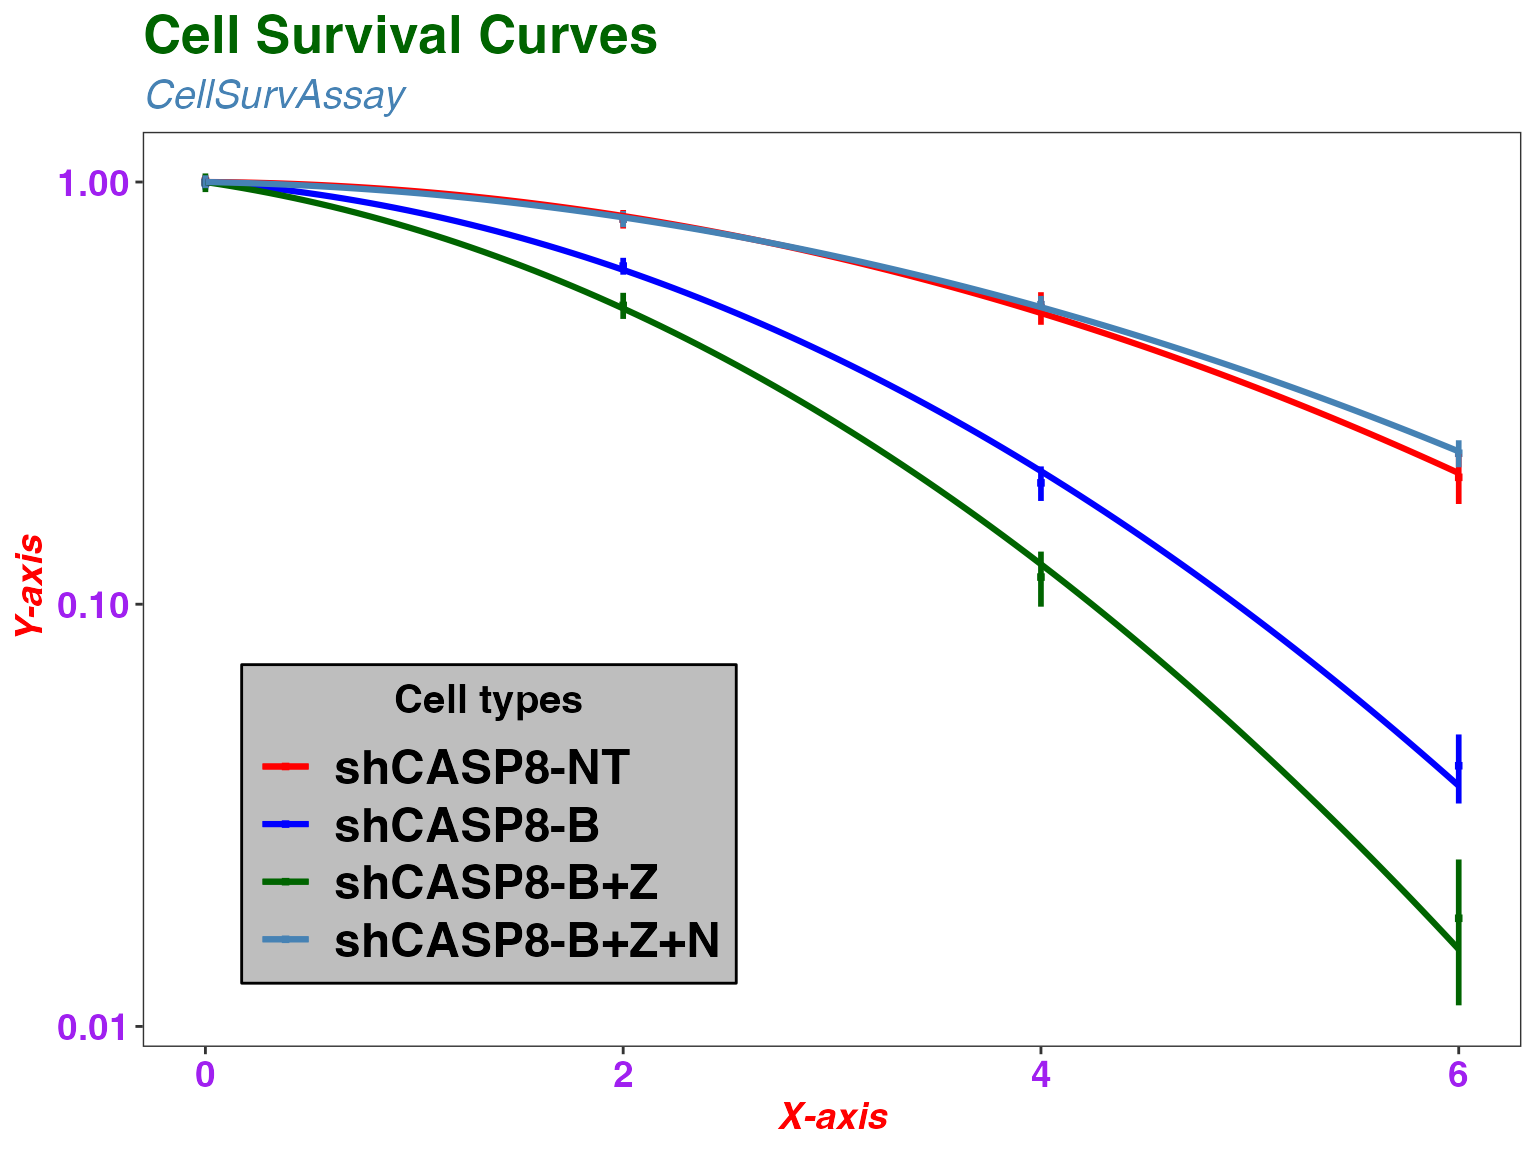 Cell Survival Curves
CellSurvAssay
1.00
0.10
0.01
Y-axis
Cell types
shCASP8-NT
shCASP8-B
shCASP8-B+Z
shCASP8-B+Z+N
0 2 4 6
X-axis